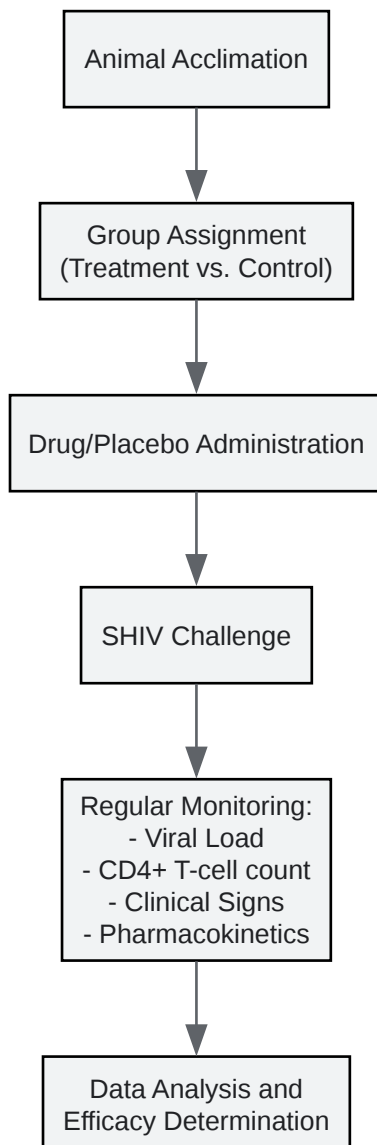 Animal Acclimation
Group Assignment
(Treatment vs. Control)
Drug/Placebo Administration
SHIV Challenge
Regular Monitoring:
- Viral Load
- CD4+ T-cell count
- Clinical Signs
- Pharmacokinetics
Data Analysis and
Efficacy Determination